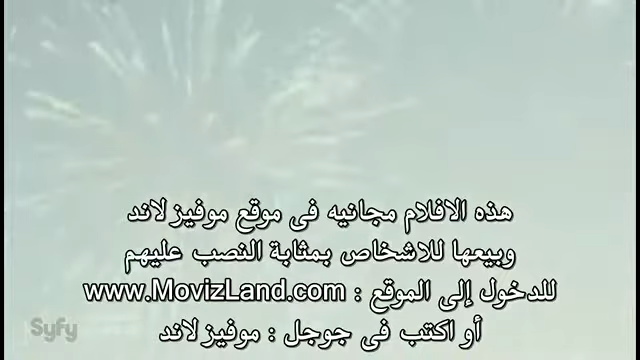 هذه الافلام مجانيه فى موقع موفيز لاند
وبيعها للاشخاص بمثابة النصب عليهم
للدخول إلى الموقع : www.MovizLand.com
أو اكتب فى جوجل : موفيز لاند
Syfy